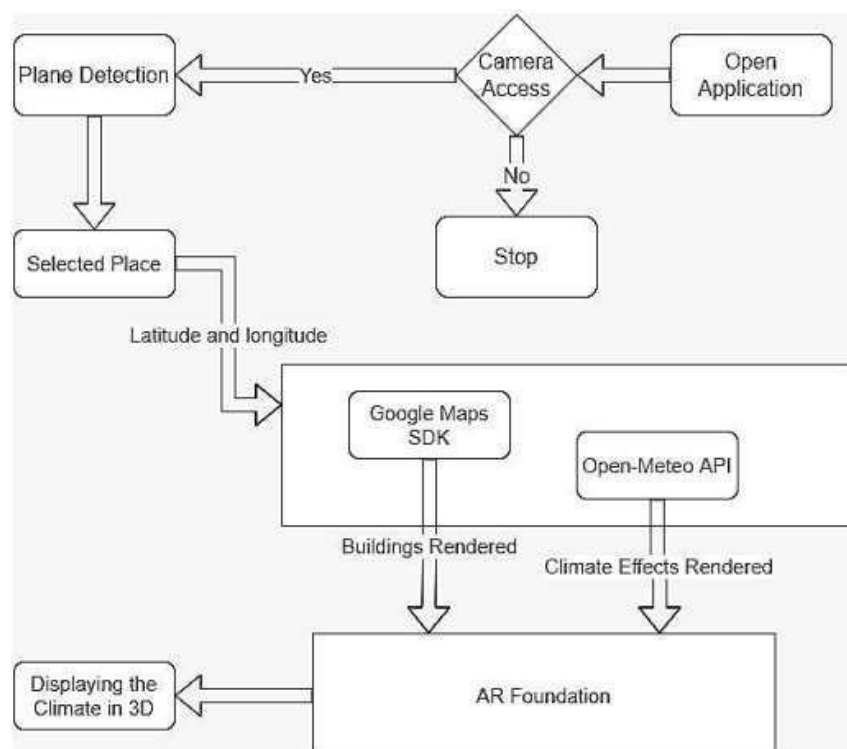 Plane Detection
Yes
Camera
Access
Open
Application
No
Stop
Selected Place
Latitude and longitude
Google Maps
SDK
Open-Meteo API
Buildings Rendered
Climate Effects Rendered
Displaying the
Climate in 3D
AR Foundation